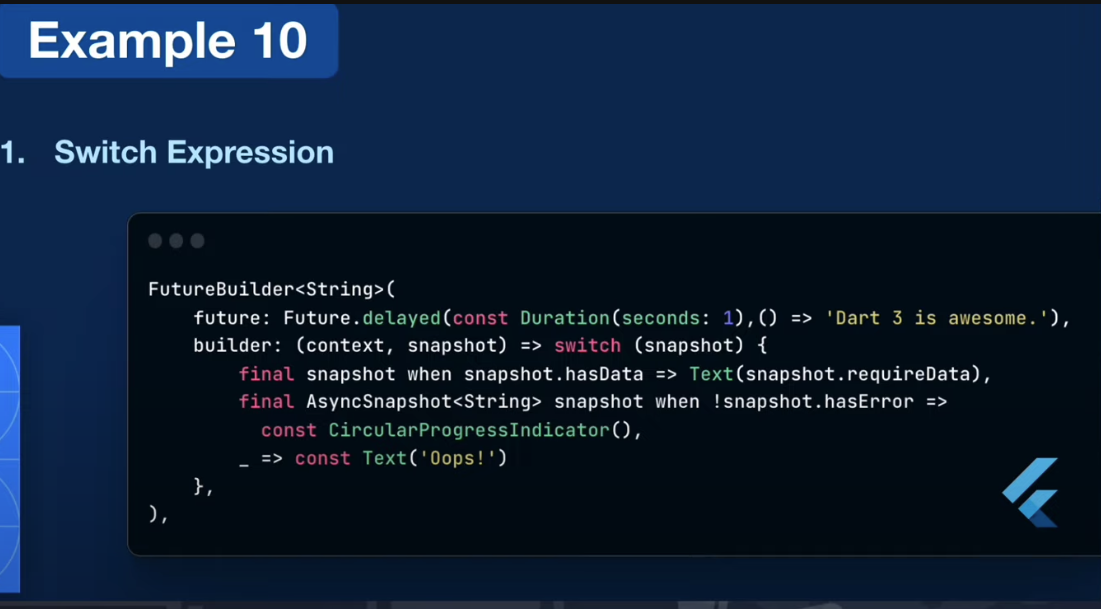 Example 10
1. Switch Expression
FutureBuilder<String>(
    future: Future.delayed(const Duration(seconds: 1),() => 'Dart 3 is awesome.'),
    builder: (context, snapshot) => switch (snapshot) {
        final snapshot when snapshot.hasData => Text(snapshot.requireData),
        final AsyncSnapshot<String> snapshot when !snapshot.hasError =>
          const CircularProgressIndicator(),
        _ => const Text('Oops!')
    },
),